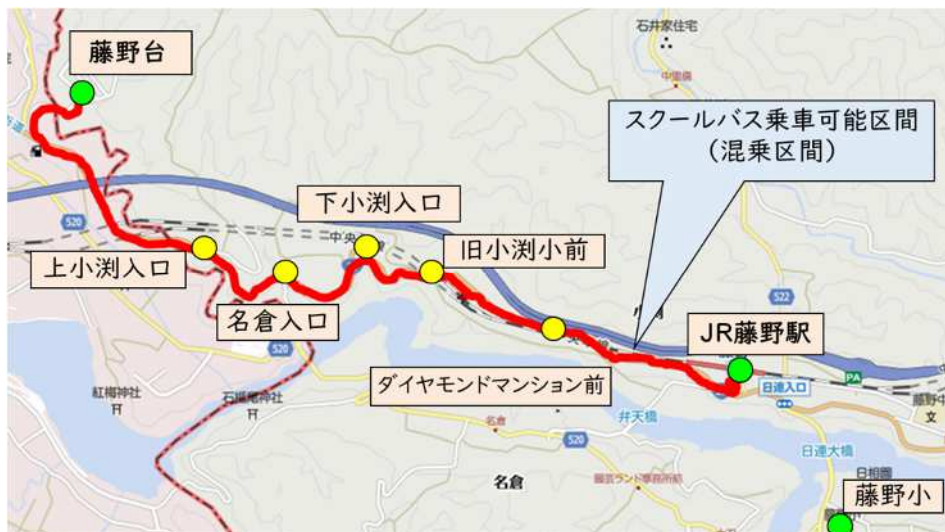 藤野台
石井家住宅
スクールバス乗車可能区間
(混乗区間)
下小渕入口
520
旧小渕小前
上小渕入口
名倉入口
522
JR藤野駅
ダイヤモンドマンション前
日連入口
PA
紅梅神社
石楯尾神社
弁天橋
520
名倉
520
日連大橋
名倉
藤野小